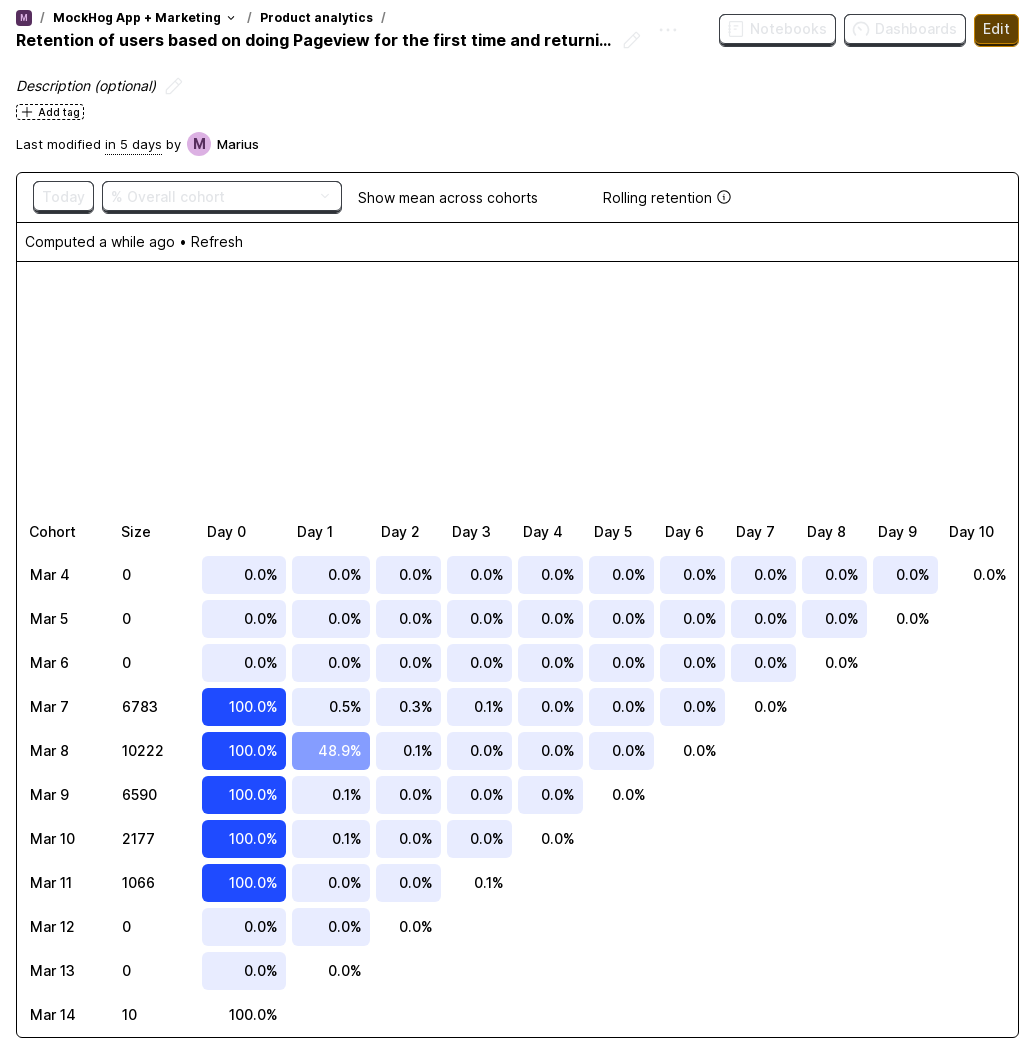 M / MockHog App + Marketing / Product analytics /
Retention of users based on doing Pageview for the first time and returni...
Notebooks Dashboards Edit
Description (optional)
Add tag
Last modified in 5 days by M Marius
Today % Overall cohort Show mean across cohorts Rolling retention
Computed a while ago • Refresh
Cohort Size Day 0 Day 1 Day 2 Day 3 Day 4 Day 5 Day 6 Day 7 Day 8 Day 9 Day 10
Mar 4 0 0.0% 0.0% 0.0% 0.0% 0.0% 0.0% 0.0% 0.0% 0.0% 0.0% 0.0%
Mar 5 0 0.0% 0.0% 0.0% 0.0% 0.0% 0.0% 0.0% 0.0% 0.0% 0.0%
Mar 6 0 0.0% 0.0% 0.0% 0.0% 0.0% 0.0% 0.0% 0.0% 0.0%
Mar 7 6783 100.0% 0.5% 0.3% 0.1% 0.0% 0.0% 0.0% 0.0%
Mar 8 10222 100.0% 48.9% 0.1% 0.0% 0.0% 0.0% 0.0%
Mar 9 6590 100.0% 0.1% 0.0% 0.0% 0.0% 0.0%
Mar 10 2177 100.0% 0.1% 0.0% 0.0% 0.0%
Mar 11 1066 100.0% 0.0% 0.0% 0.1%
Mar 12 0 0.0% 0.0% 0.0%
Mar 13 0 0.0% 0.0%
Mar 14 10 100.0%